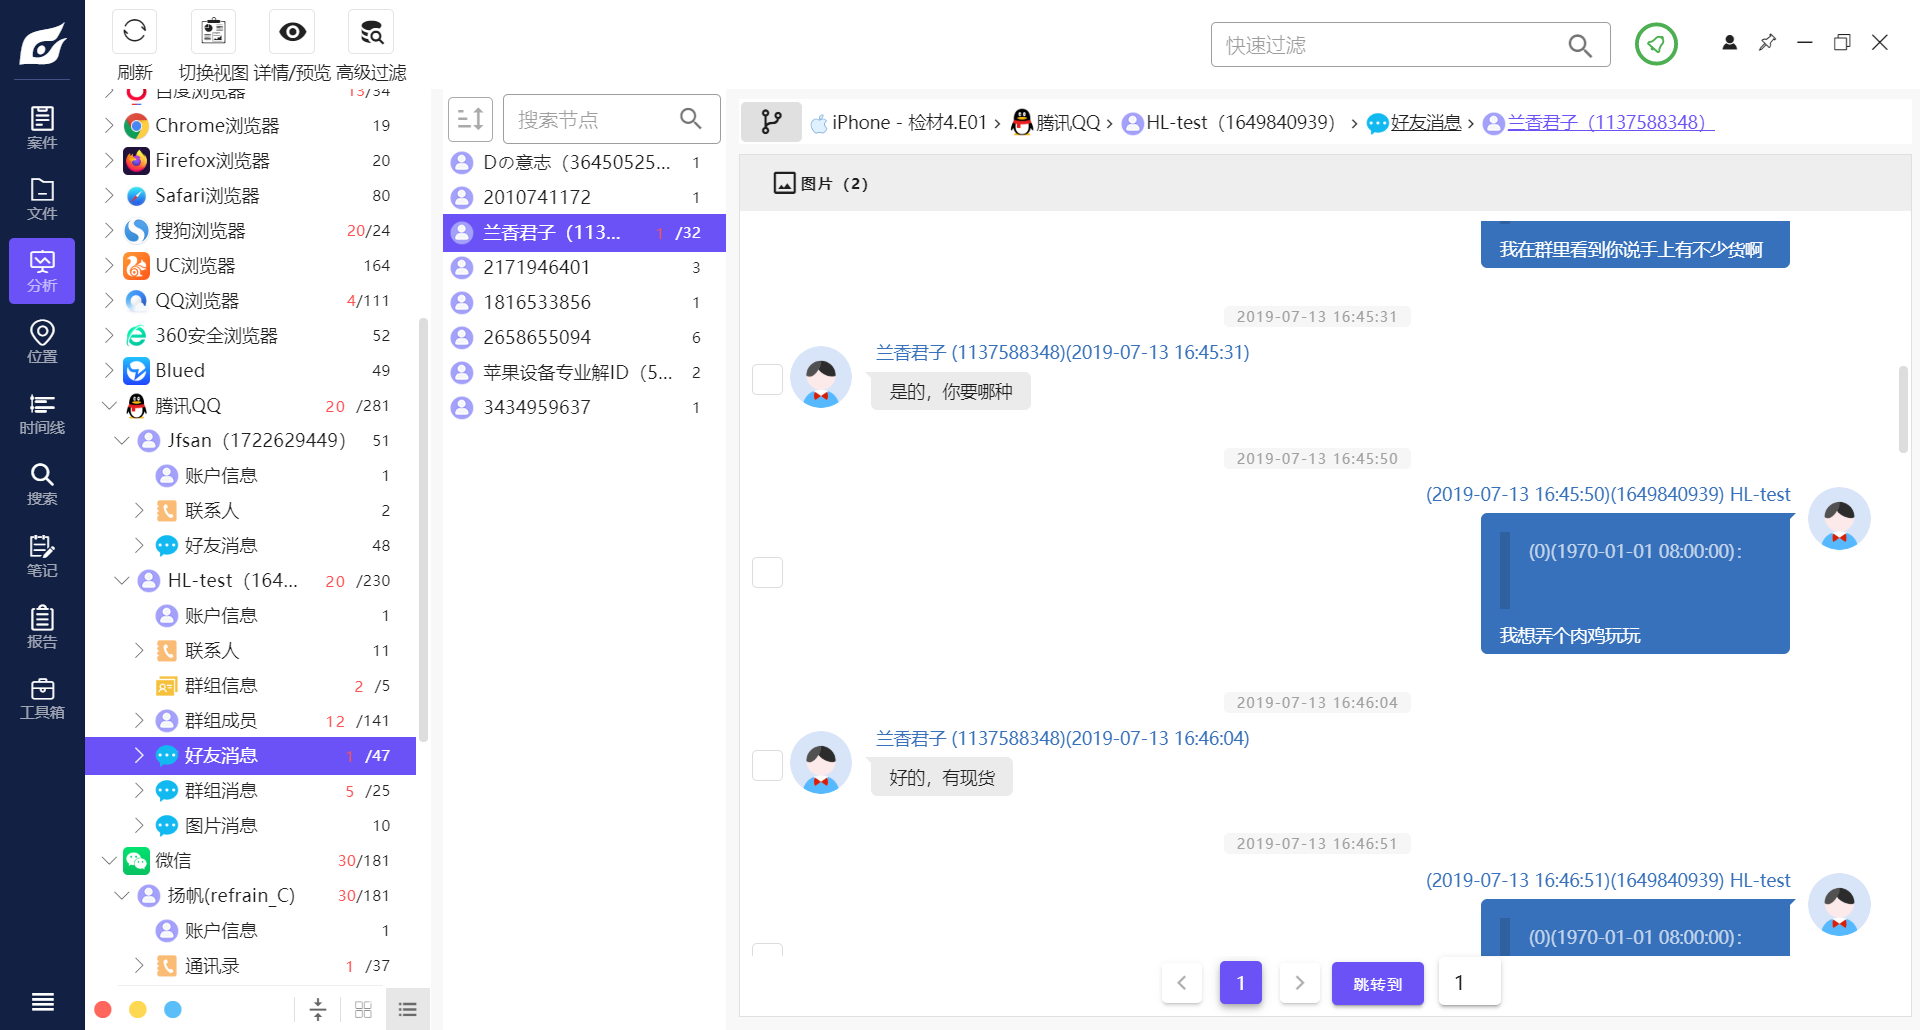 刷新
切换视图
详情/预览
高级过滤
快速过滤
案件
文件
分析
位置
时间线
搜索
笔记
报告
工具箱
百度浏览器 13/34
Chrome浏览器 19
Firefox浏览器 20
Safari浏览器 80
搜狗浏览器 20/24
UC浏览器 164
QQ浏览器 4/111
360安全浏览器 52
Blued 49
腾讯QQ 20 /281
Jfsan（1722629449） 51
账户信息 1
联系人 2
好友消息 48
HL-test（164... 20 /230
账户信息 1
联系人 11
群组信息 2 /5
群组成员 12 /141
好友消息 1 /47
群组消息 5 /25
图片消息 10
微信 30/181
扬帆(refrain_C) 30/181
账户信息 1
通讯录 1 /37
搜索节点
Dの意志（36450525... 1
2010741172 1
兰香君子（113... 1 /32
2171946401 3
1816533856 1
2658655094 6
苹果设备专业解ID（5... 2
3434959637 1
iPhone - 检材4.E01 › 腾讯QQ › HL-test（1649840939） › 好友消息 › 兰香君子（1137588348）
图片（2）
我在群里看到你说手上有不少货啊
2019-07-13 16:45:31
兰香君子 (1137588348)(2019-07-13 16:45:31)
是的，你要哪种
2019-07-13 16:45:50
(2019-07-13 16:45:50)(1649840939) HL-test
(0)(1970-01-01 08:00:00)：
我想弄个肉鸡玩玩
2019-07-13 16:46:04
兰香君子 (1137588348)(2019-07-13 16:46:04)
好的，有现货
2019-07-13 16:46:51
(2019-07-13 16:46:51)(1649840939) HL-test
(0)(1970-01-01 08:00:00)：
1
跳转到
1